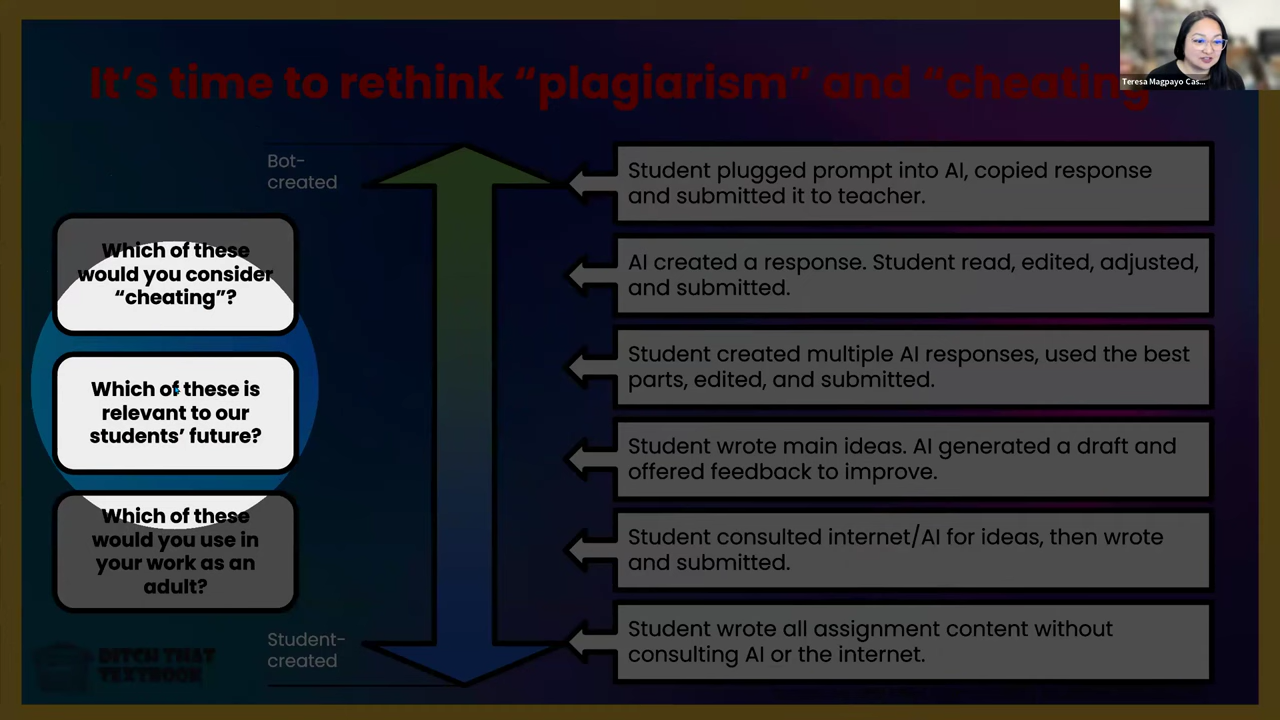 It's time to rethink "plagiarism" and "cheating
Teresa Magpayo Cas...
Bot-
created
Student plugged prompt into AI, copied response
and submitted it to teacher.
Which of these
would you consider
"cheating"?
AI created a response. Student read, edited, adjusted,
and submitted.
Student created multiple AI responses, used the best
parts, edited, and submitted.
Which of these is
relevant to our
students' future?
Student wrote main ideas. AI generated a draft and
offered feedback to improve.
Which of these
would you use in
your work as an
adult?
Student consulted internet/AI for ideas, then wrote
and submitted.
Student-
created
Student wrote all assignment content without
consulting AI or the internet.
DITCH THAT
TEXTBOOK